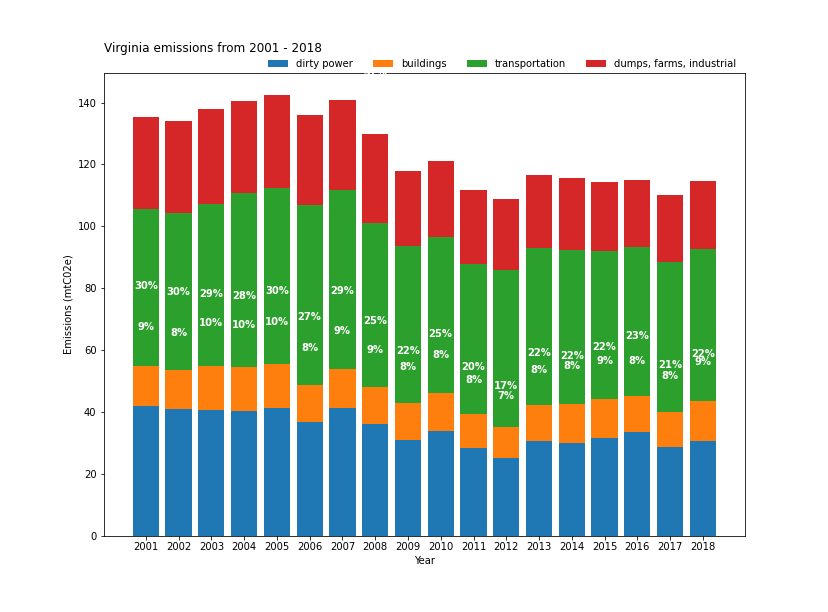 Virginia emissions from 2001 - 2018
dirty power buildings transportation dumps, farms, industrial
140
120
100
80
60
40
20
0
Emissions (mtC02e)
30% 30% 29% 28% 30% 27% 29% 25% 22% 25% 20% 17% 22% 22% 22% 23% 21% 22%
9% 8% 10% 10% 10% 8% 9% 9% 8% 8% 8% 7% 8% 8% 9% 8% 8% 9%
2001 2002 2003 2004 2005 2006 2007 2008 2009 2010 2011 2012 2013 2014 2015 2016 2017 2018
Year